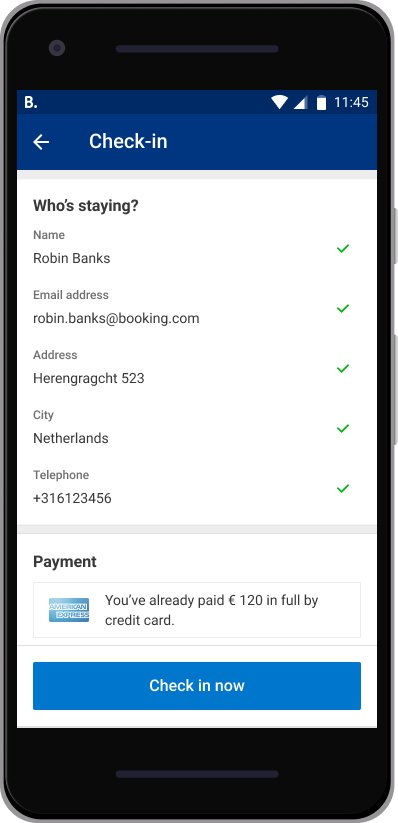 B. 11:45
Check-in
Who's staying?
Name
Robin Banks
Email address
robin.banks@booking.com
Address
Herengragcht 523
City
Netherlands
Telephone
+316123456
Payment
AMERICAN
EXPRESS
You've already paid € 120 in full by
credit card.
Check in now